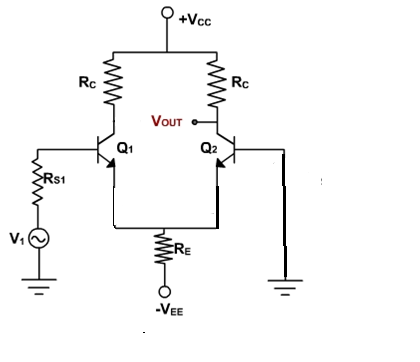 +VCC
RC
RC
VOUT
Q1
Q2
RS1
V1
RE
-VEE